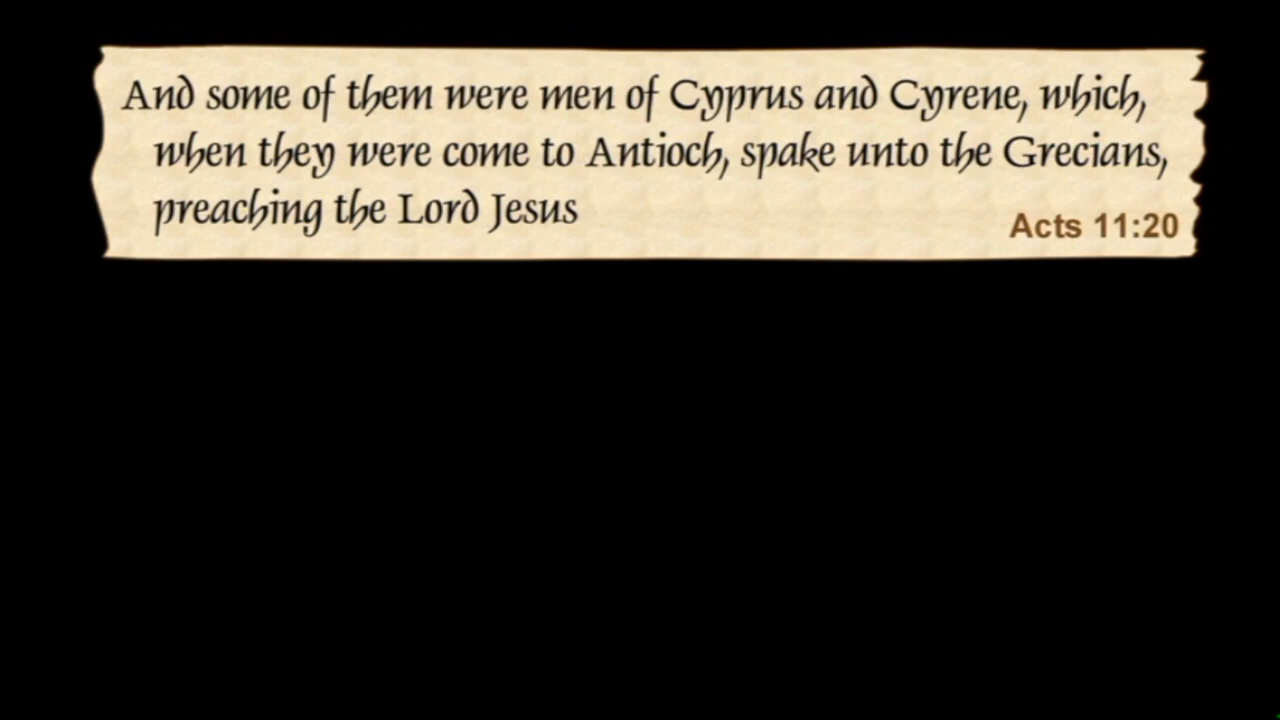 And some of them were men of Cyprus and Cyrene, which,
when they were come to Antioch, spake unto the Grecians,
preaching the Lord Jesus
Acts 11:20